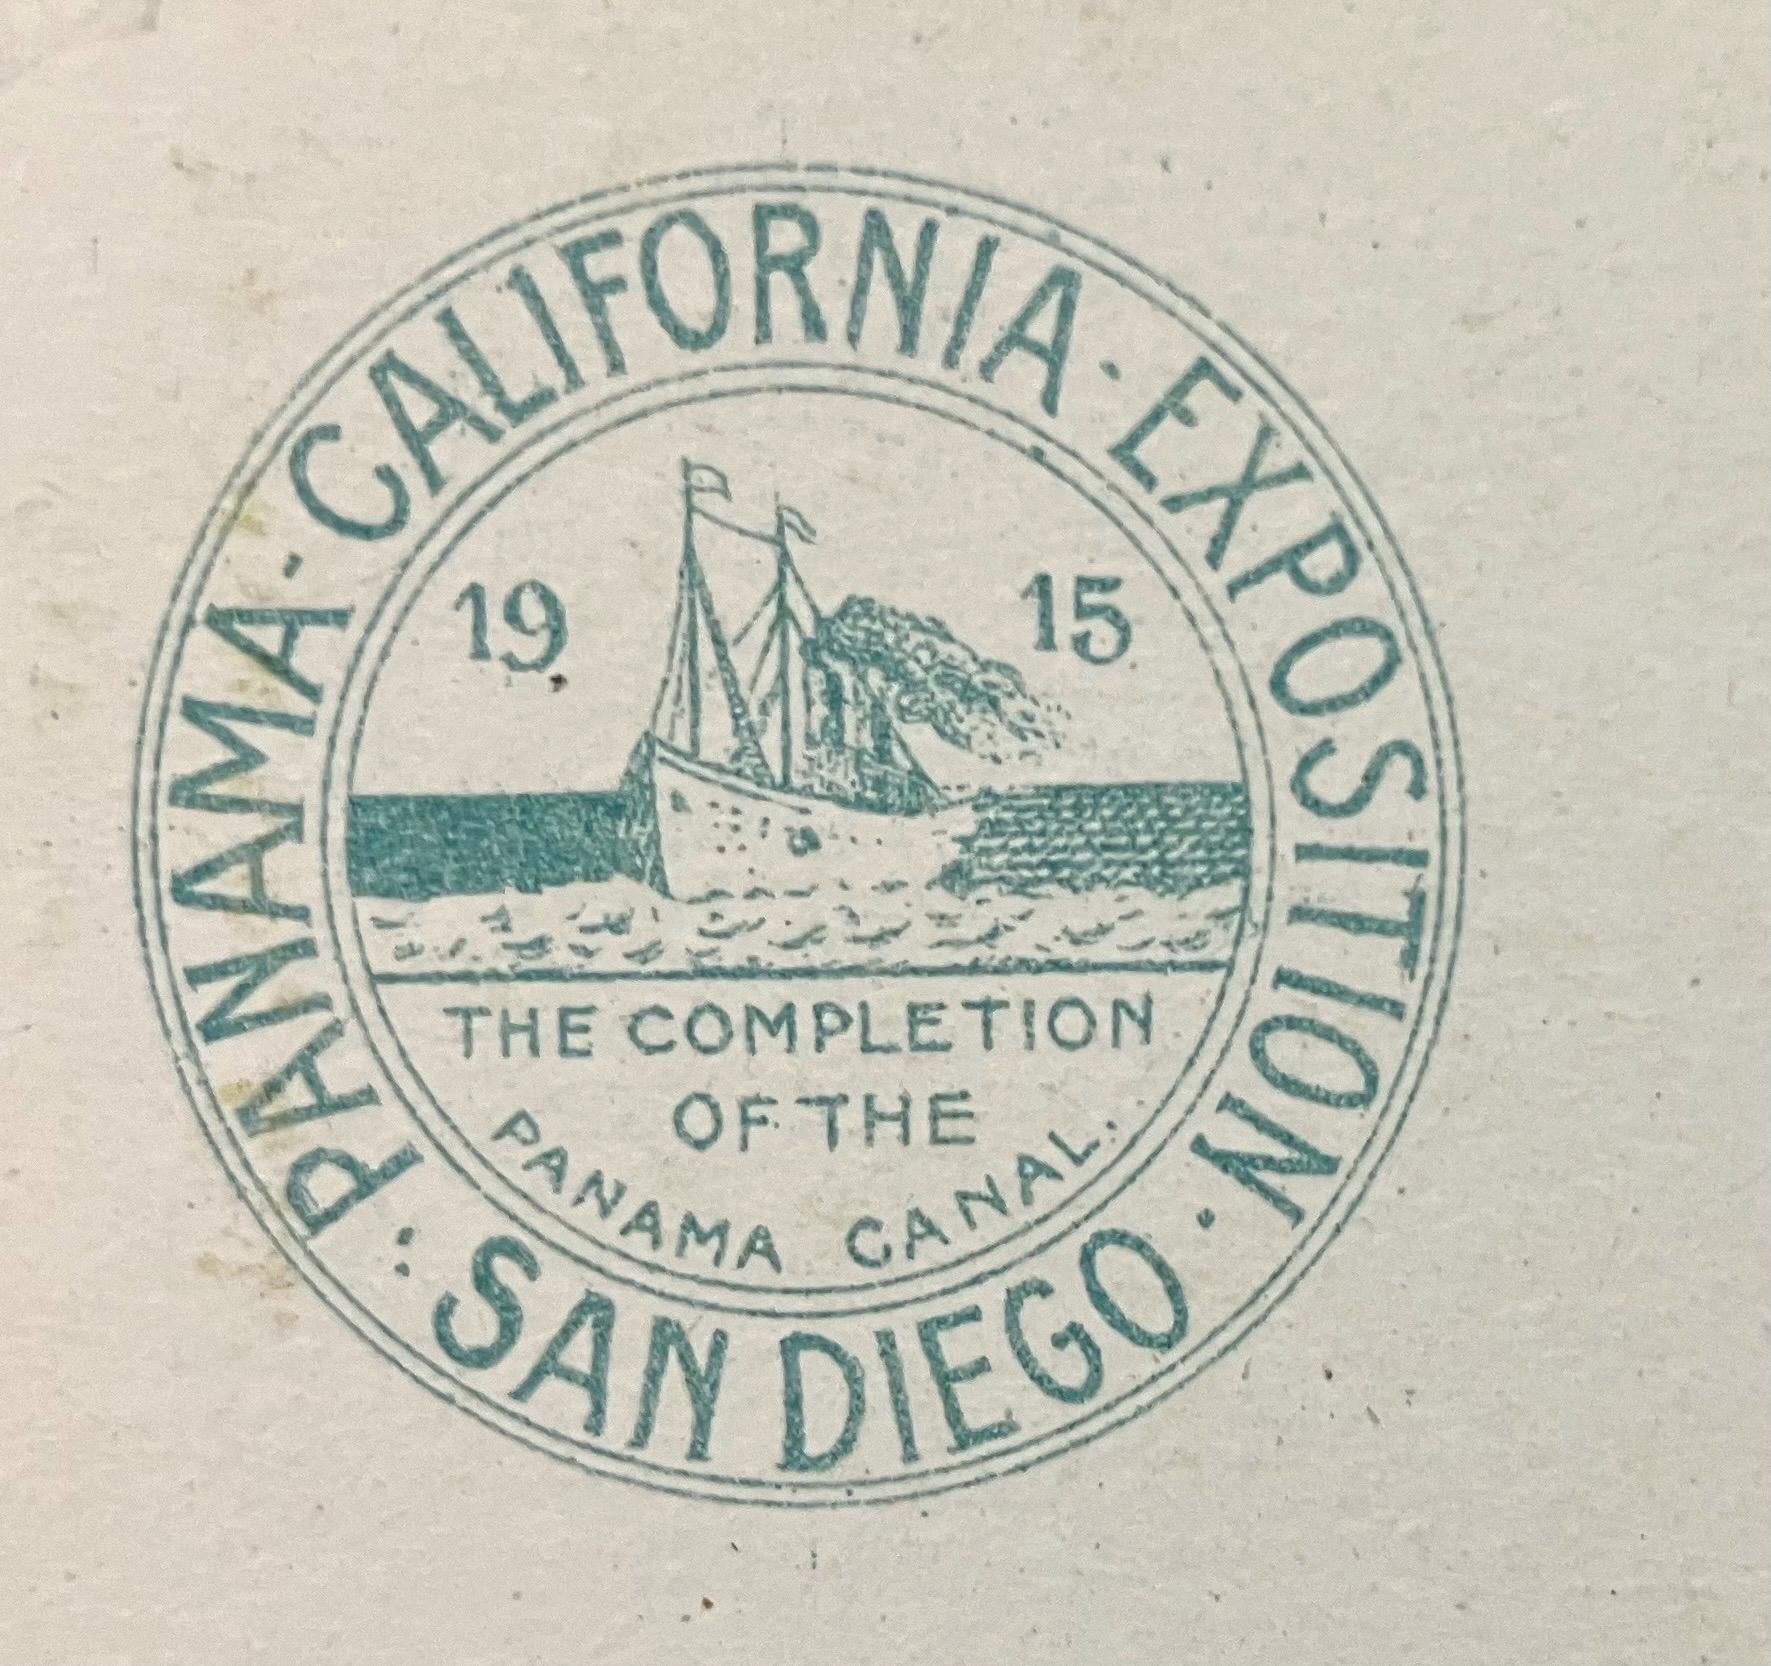 PANAMA · CALIFORNIA · EXPOSITION ·
SAN DIEGO
19 15
THE COMPLETION
OF THE
PANAMA CANAL.